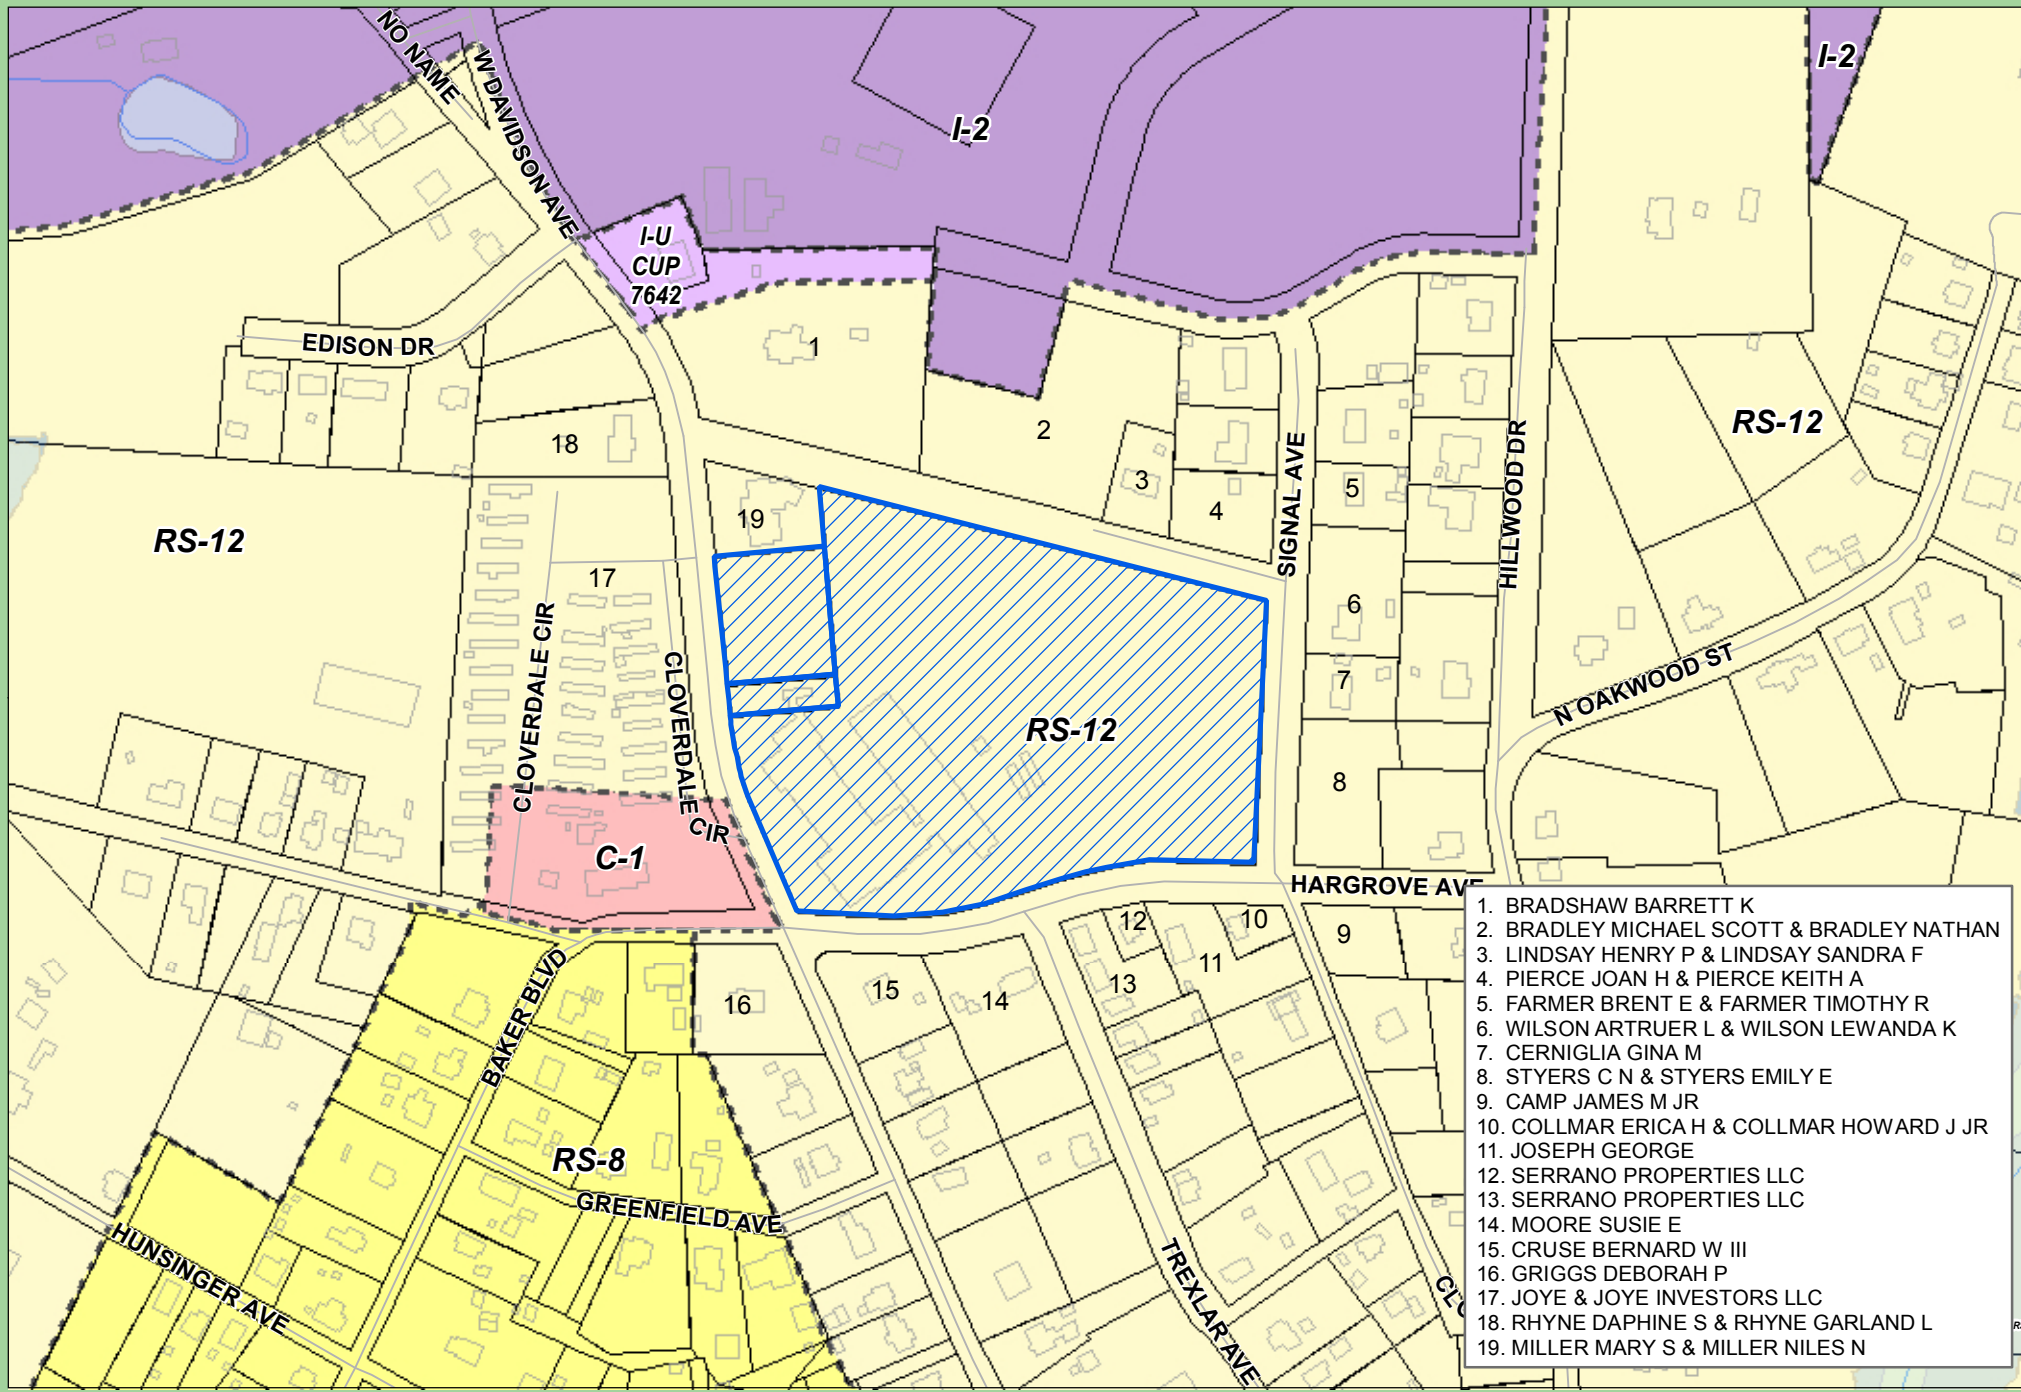 NO NAME
W DAVIDSON AVE
I-2
I-2
I-U
CUP
7642
EDISON DR
1
2
18
RS-12
3
4
5
SIGNAL AVE
HILLWOOD DR
19
RS-12
17
6
CLOVERDALE CIR
CLOVERDALE CIR
7
N OAKWOOD ST
RS-12
8
C-1
HARGROVE AVE
12
10
9
11
13
15
14
16
BAKER BLVD
RS-8
GREENFIELD AVE
HUNSINGER AVE
TREXLAR AVE
1. BRADSHAW BARRETT K
2. BRADLEY MICHAEL SCOTT & BRADLEY NATHAN
3. LINDSAY HENRY P & LINDSAY SANDRA F
4. PIERCE JOAN H & PIERCE KEITH A
5. FARMER BRENT E & FARMER TIMOTHY R
6. WILSON ARTRUER L & WILSON LEWANDA K
7. CERNIGLIA GINA M
8. STYERS C N & STYERS EMILY E
9. CAMP JAMES M JR
10. COLLMAR ERICA H & COLLMAR HOWARD J JR
11. JOSEPH GEORGE
12. SERRANO PROPERTIES LLC
13. SERRANO PROPERTIES LLC
14. MOORE SUSIE E
15. CRUSE BERNARD W III
16. GRIGGS DEBORAH P
17. JOYE & JOYE INVESTORS LLC
18. RHYNE DAPHINE S & RHYNE GARLAND L
19. MILLER MARY S & MILLER NILES N